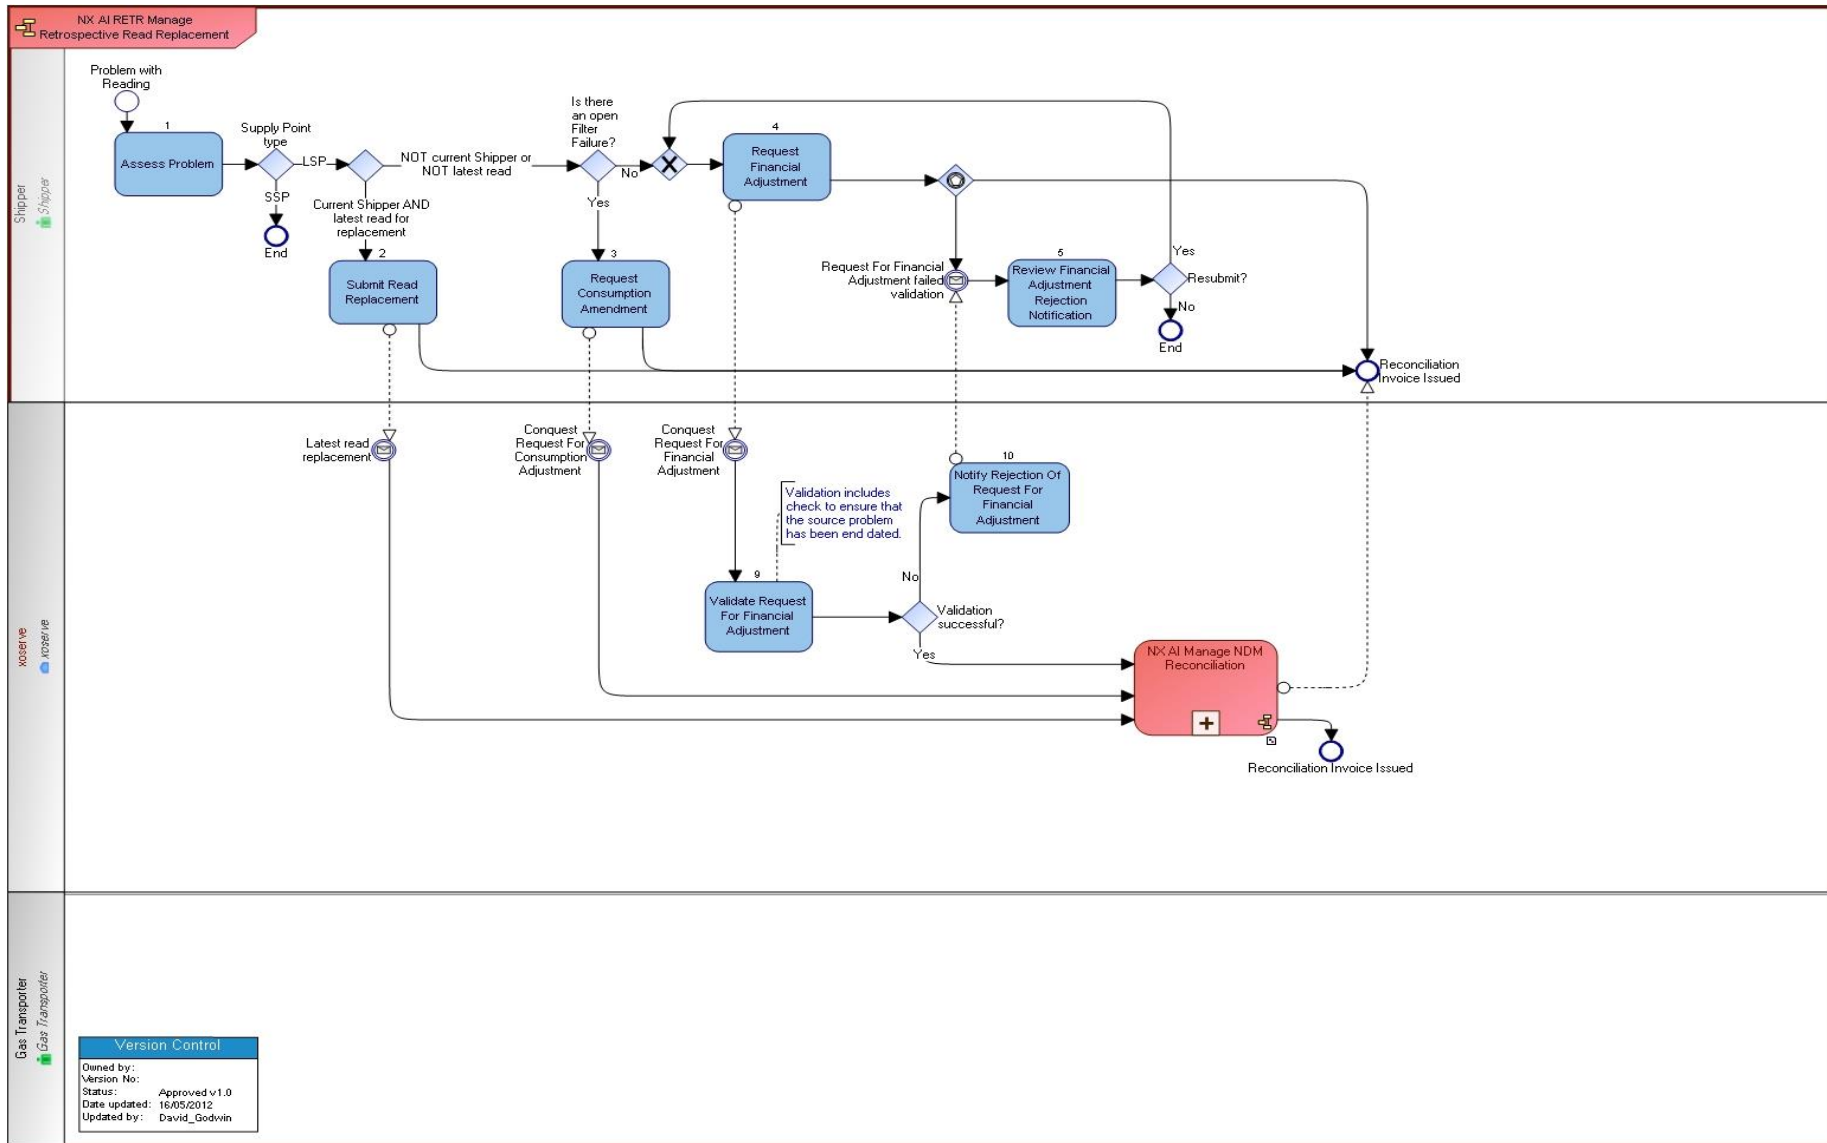 NX AI RETR Manage
Retrospective Read Replacement
Shipper
Shipper
Problem with
Reading
1
Assess Problem
Supply Point
type
LSP
SSP
End
NOT current Shipper or
NOT latest read
Current Shipper AND
latest read for
replacement
2
Submit Read
Replacement
Is there
an open
Filter
Failure?
No
Yes
3
Request
Consumption
Amendment
4
Request
Financial
Adjustment
Request For Financial
Adjustment failed
validation
5
Review Financial
Adjustment
Rejection
Notification
Yes
Resubmit?
No
End
Reconciliation
Invoice Issued
xoserve
xoserve
Latest read
replacement
Conquest
Request For
Consumption
Adjustment
Conquest
Request For
Financial
Adjustment
Validation includes
check to ensure that
the source problem
has been end dated.
9
Validate Request
For Financial
Adjustment
10
Notify Rejection Of
Request For
Financial
Adjustment
No
Validation
successful?
Yes
NX AI Manage NDM
Reconciliation
Reconciliation Invoice Issued
Gas Transporter
Gas Transporter
Version Control
Owned by:
Version No:
Status: Approved v1.0
Date updated: 16/05/2012
Updated by: David_Godwin